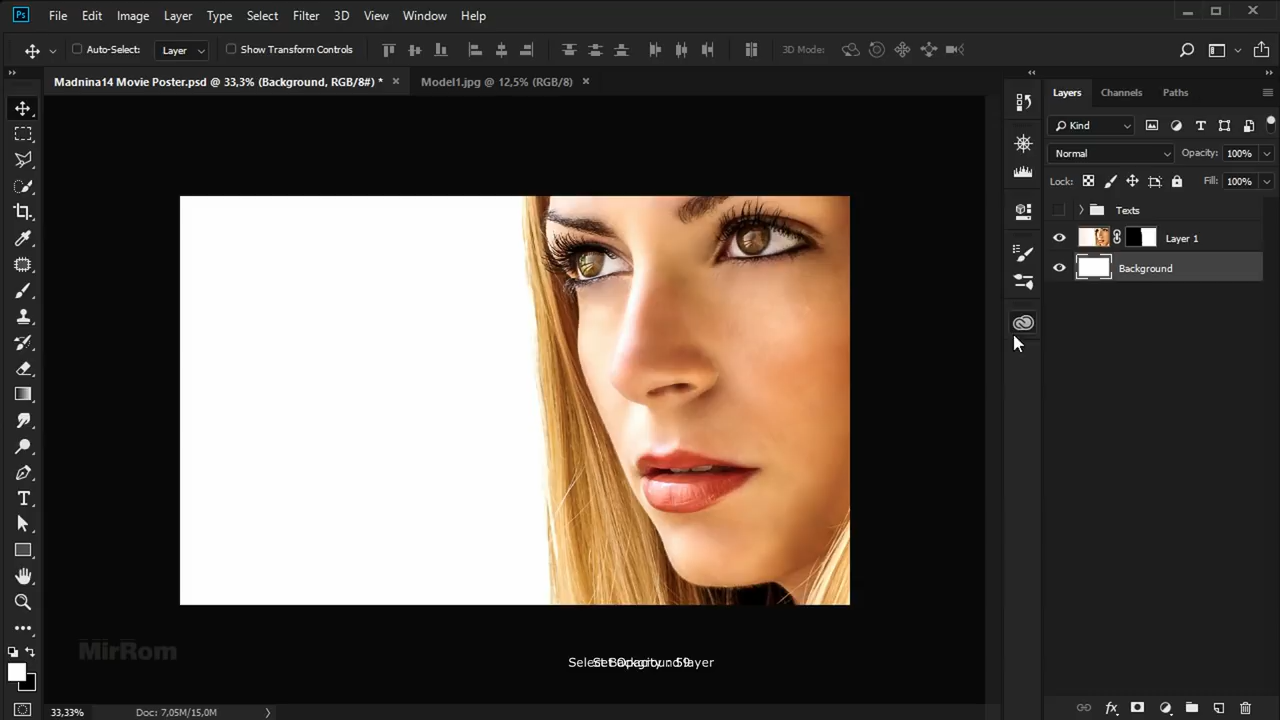 Ps File Edit Image Layer Type Select Filter 3D View Window Help
Auto-Select: Layer Show Transform Controls 3D Mode:
Madnina14 Movie Poster.psd @ 33,3% (Background, RGB/8#) * Model1.jpg @ 12,5% (RGB/8)
Layers Channels Paths
Kind
Normal Opacity: 100%
Lock: Fill: 100%
Texts
Layer 1
Background
MirRom
Select Background layer
33,33% Doc: 7,05M/15,0M